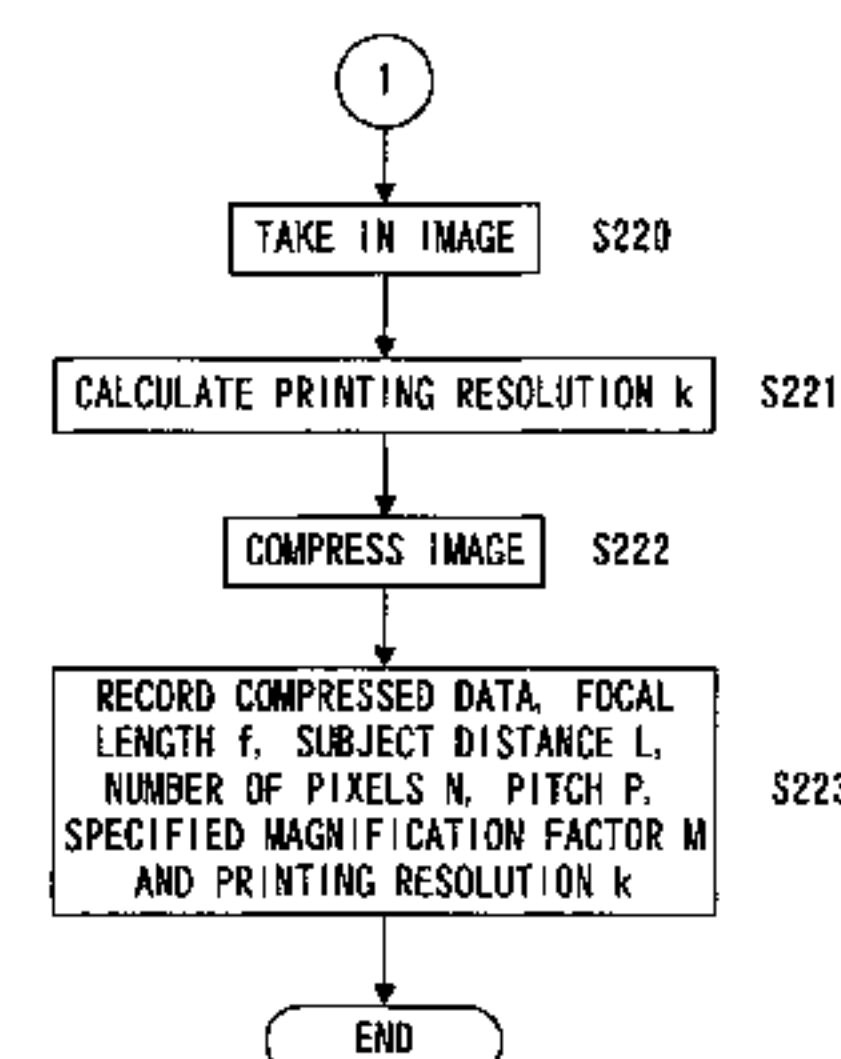 1
TAKE IN IMAGE S220
CALCULATE PRINTING RESOLUTION k S221
COMPRESS IMAGE S222
RECORD COMPRESSED DATA, FOCAL
LENGTH f, SUBJECT DISTANCE L,
NUMBER OF PIXELS N, PITCH P, S223
SPECIFIED MAGNIFICATION FACTOR M
AND PRINTING RESOLUTION k
END